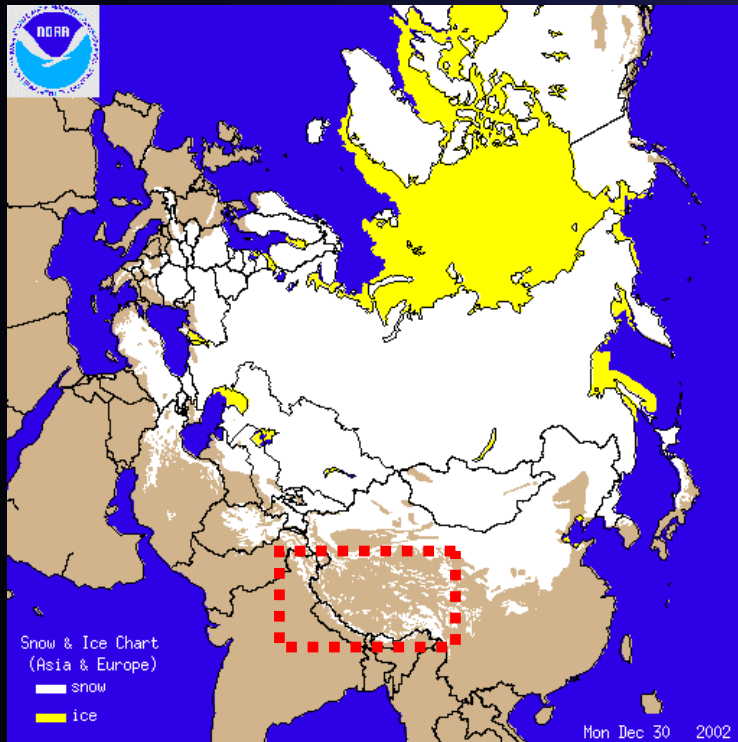 NOAA
Snow & Ice Chart
(Asia & Europe)
snow
ice
Mon Dec 30 2002